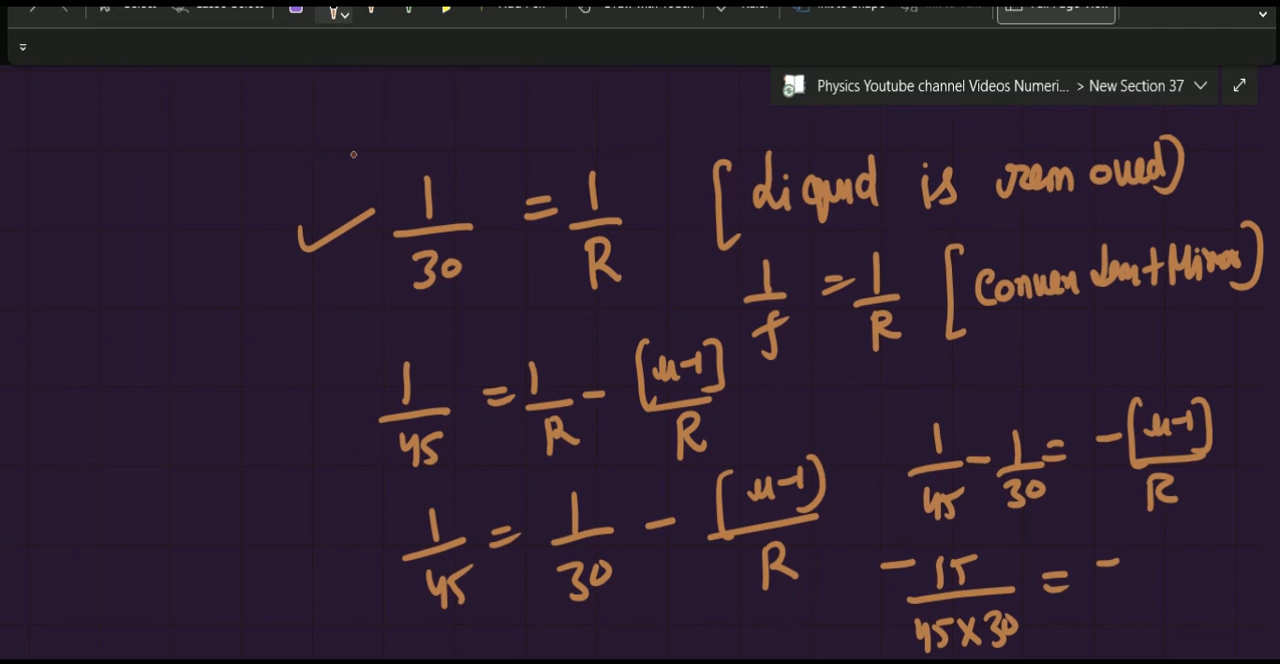 Physics Youtube channel Videos Numeri... > New Section 37
✓ 1/30 = 1/R [Liquid is removed)
1/f = 1/R [Convex lens+Mirror)
1/45 = 1/R - [μ-1]/R
1/45 - 1/30 = -[μ-1)/R
1/45 = 1/30 - [μ-1)/R
-15/45×30 = -